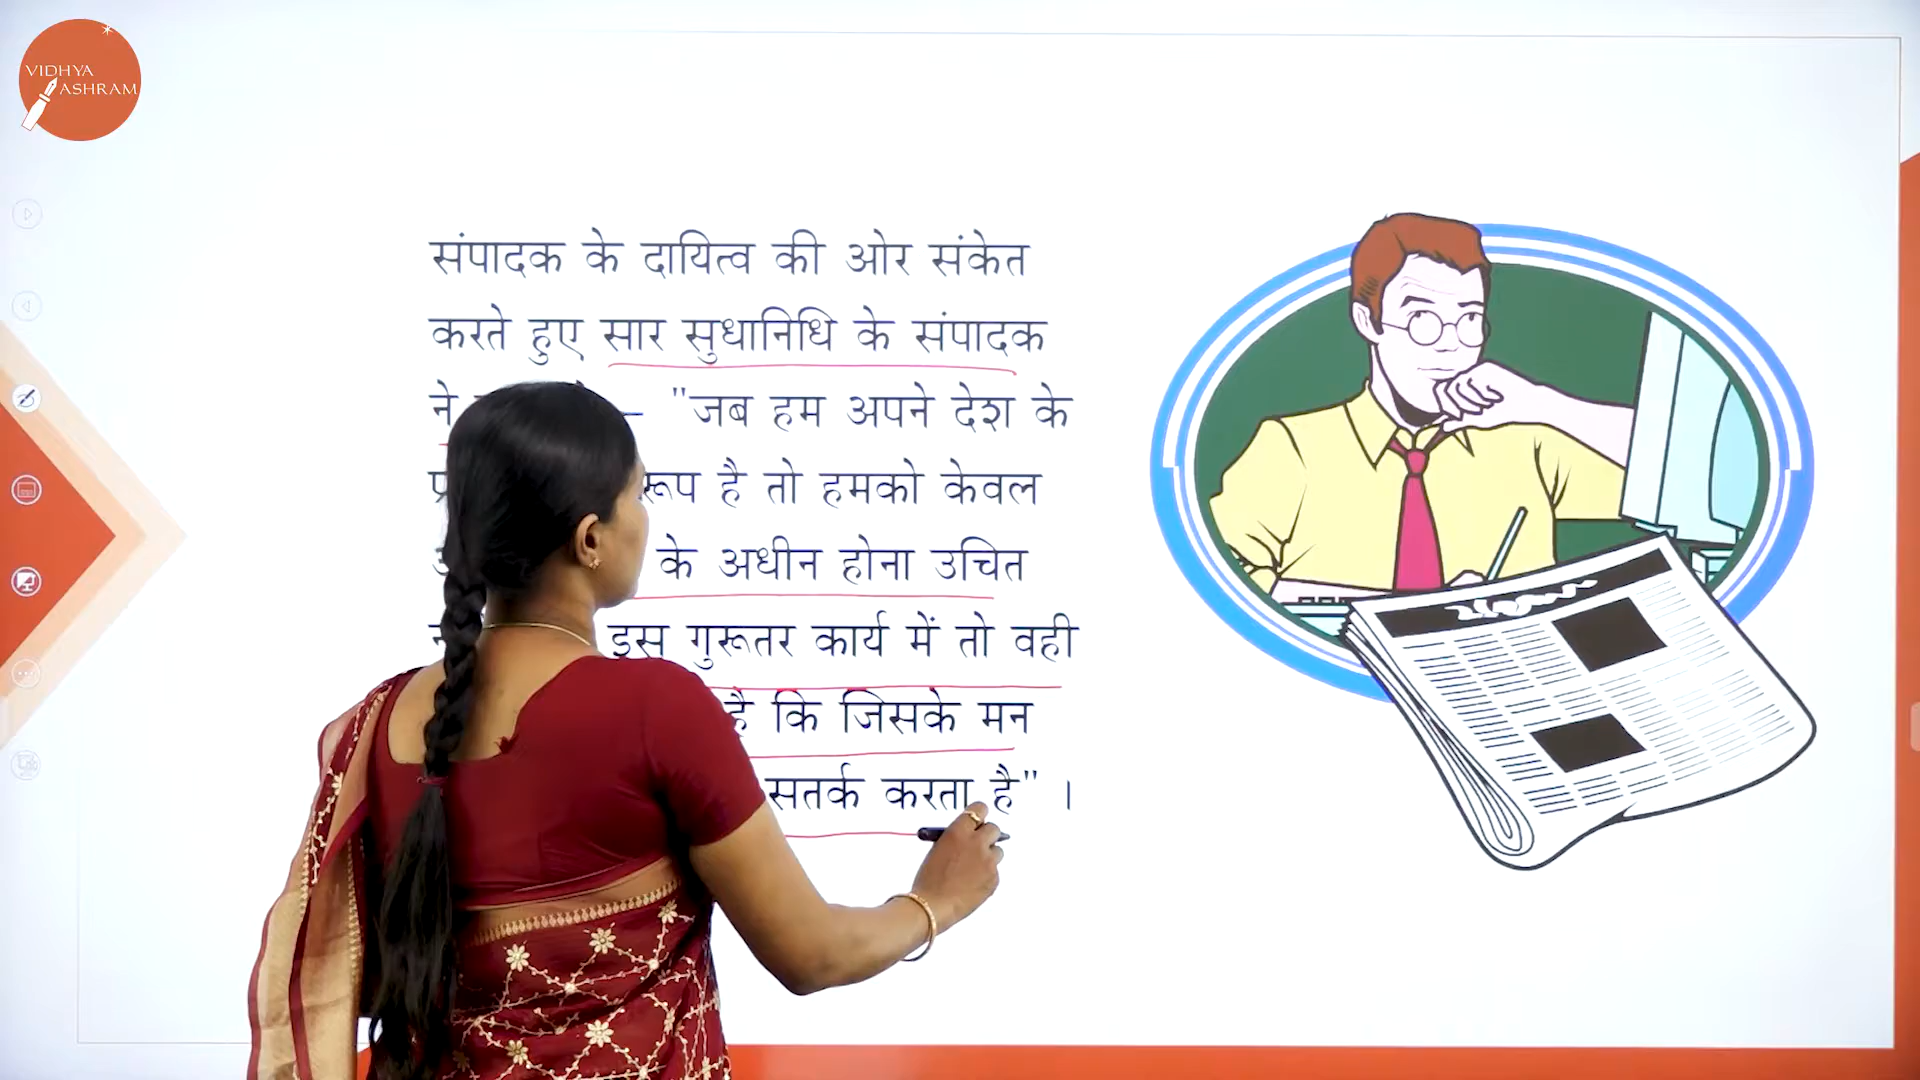 VIDHYA
ASHRAM
संपादक के दायित्व की ओर संकेत
करते हुए सार सुधानिधि के संपादक
ने – "जब हम अपने देश के
रूप है तो हमको केवल
के अधीन होना उचित
इस गुरूतर कार्य में तो वही
है कि जिसके मन
सतर्क करता है" ।